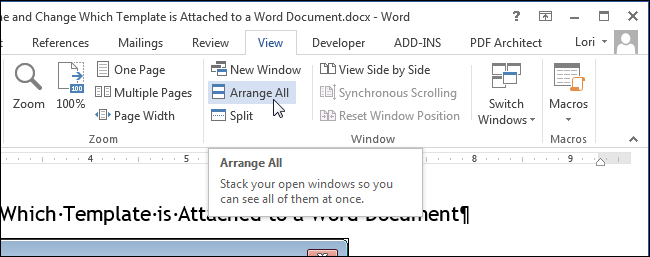 ne and Change Which Template is Attached to a Word Document.docx - Word
References Mailings Review View Developer ADD-INS PDF Architect Lori
Zoom 100% One Page Multiple Pages Page Width Zoom
New Window Arrange All Split
View Side by Side Synchronous Scrolling Reset Window Position Window
Switch Windows
Macros Macros
4 5 6 7 8 9
Arrange All
Stack your open windows so you
can see all of them at once.
Which·Template·is·Attached·to·a·Word·Document¶